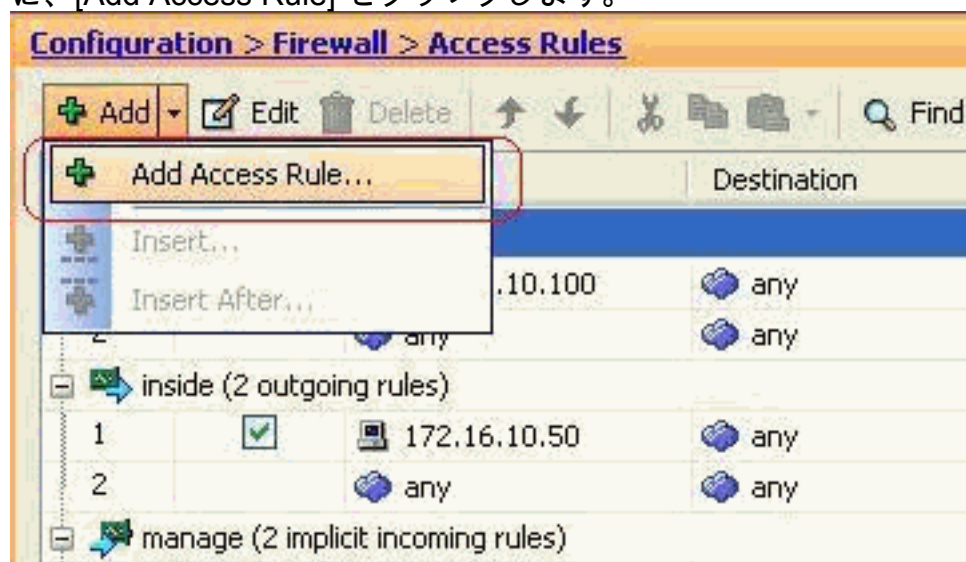 [Add Access Rule] をクリックします。
Configuration > Firewall > Access Rules
Add Edit Delete Find
Add Access Rule... Destination
Insert...
Insert After... .10.100 any
2 any any
inside (2 outgoing rules)
1 172.16.10.50 any
2 any any
manage (2 implicit incoming rules)